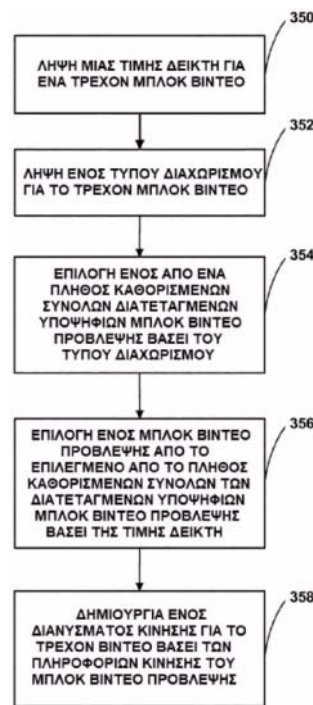 350
ΛΗΨΗ ΜΙΑΣ ΤΙΜΗΣ ΔΕΙΚΤΗ ΓΙΑ
ΕΝΑ ΤΡΕΧΟΝ ΜΠΛΟΚ ΒΙΝΤΕΟ
352
ΛΗΨΗ ΕΝΟΣ ΤΥΠΟΥ ΔΙΑΧΩΡΙΣΜΟΥ
ΓΙΑ ΤΟ ΤΡΕΧΟΝ ΜΠΛΟΚ ΒΙΝΤΕΟ
354
ΕΠΙΛΟΓΗ ΕΝΟΣ ΑΠΟ ΕΝΑ
ΠΛΗΘΟΣ ΚΑΘΟΡΙΣΜΕΝΩΝ
ΣΥΝΟΛΩΝ ΔΙΑΤΕΤΑΓΜΕΝΩΝ
ΥΠΟΨΗΦΙΩΝ ΜΠΛΟΚ ΒΙΝΤΕΟ
ΠΡΟΒΛΕΨΗΣ ΒΑΣΕΙ ΤΟΥ
ΤΥΠΟΥ ΔΙΑΧΩΡΙΣΜΟΥ
356
ΕΠΙΛΟΓΗ ΕΝΟΣ ΜΠΛΟΚ ΒΙΝΤΕΟ
ΠΡΟΒΛΕΨΗΣ ΑΠΟ ΤΟ
ΕΠΙΛΕΓΜΕΝΟ ΑΠΟ ΤΟ ΠΛΗΘΟΣ
ΚΑΘΟΡΙΣΜΕΝΩΝ ΣΥΝΟΛΩΝ ΤΩΝ
ΔΙΑΤΕΤΑΓΜΕΝΩΝ ΥΠΟΨΗΦΙΩΝ
ΜΠΛΟΚ ΒΙΝΤΕΟ ΠΡΟΒΛΕΨΗΣ
ΒΑΣΕΙ ΤΗΣ ΤΙΜΗΣ ΔΕΙΚΤΗ
358
ΔΗΜΙΟΥΡΓΙΑ ΕΝΟΣ
ΔΙΑΝΥΣΜΑΤΟΣ ΚΙΝΗΣΗΣ ΓΙΑ ΤΟ
ΤΡΕΧΟΝ ΒΙΝΤΕΟ ΒΑΣΕΙ ΤΩΝ
ΠΛΗΡΟΦΟΡΙΩΝ ΚΙΝΗΣΗΣ ΤΟΥ
ΜΠΛΟΚ ΒΙΝΤΕΟ ΠΡΟΒΛΕΨΗΣ